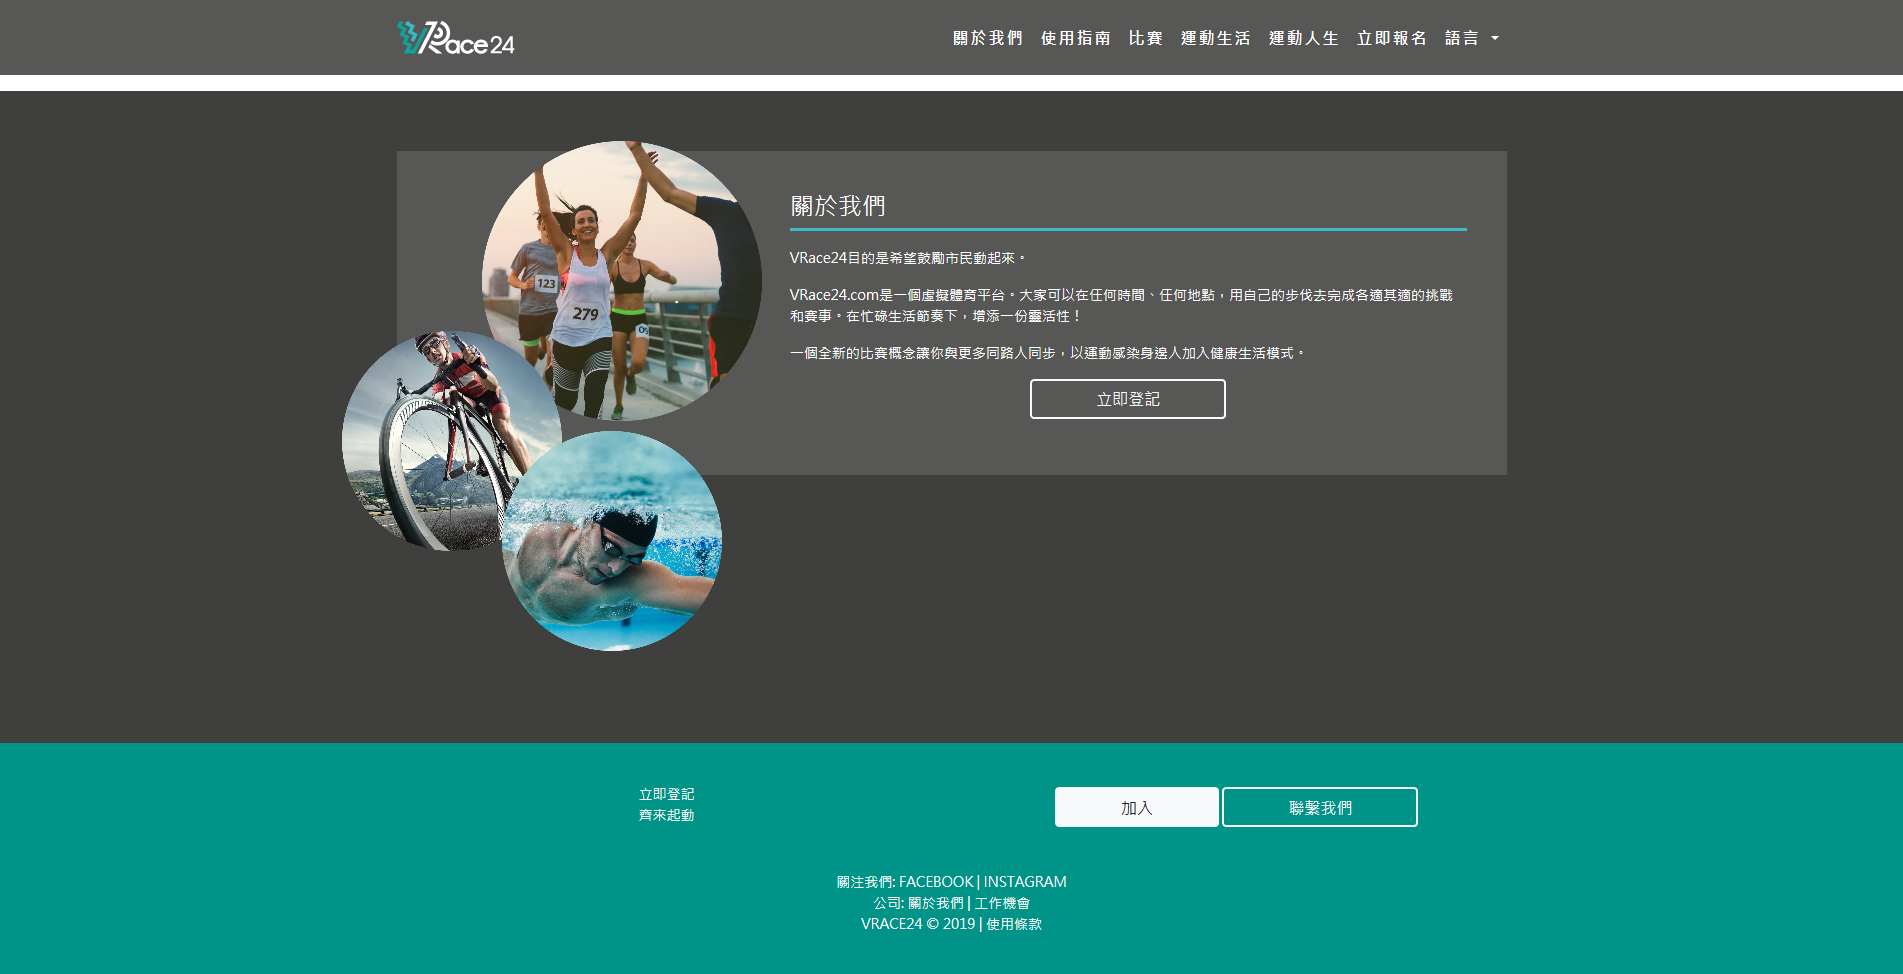 VRace24
關於我們 使用指南 比賽 運動生活 運動人生 立即報名 語言
關於我們
VRace24目的是希望鼓勵市民動起來。
VRace24.com是一個虛擬體育平台。大家可以在任何時間、任何地點，用自己的步伐去完成各適其適的挑戰
和賽事。在忙碌生活節奏下，增添一份靈活性！
一個全新的比賽概念讓你與更多同路人同步，以運動感染身邊人加入健康生活模式。
立即登記
123
279
立即登記
齊來起動
加入
聯繫我們
關注我們: FACEBOOK | INSTAGRAM
公司: 關於我們 | 工作機會
VRACE24 © 2019 | 使用條款